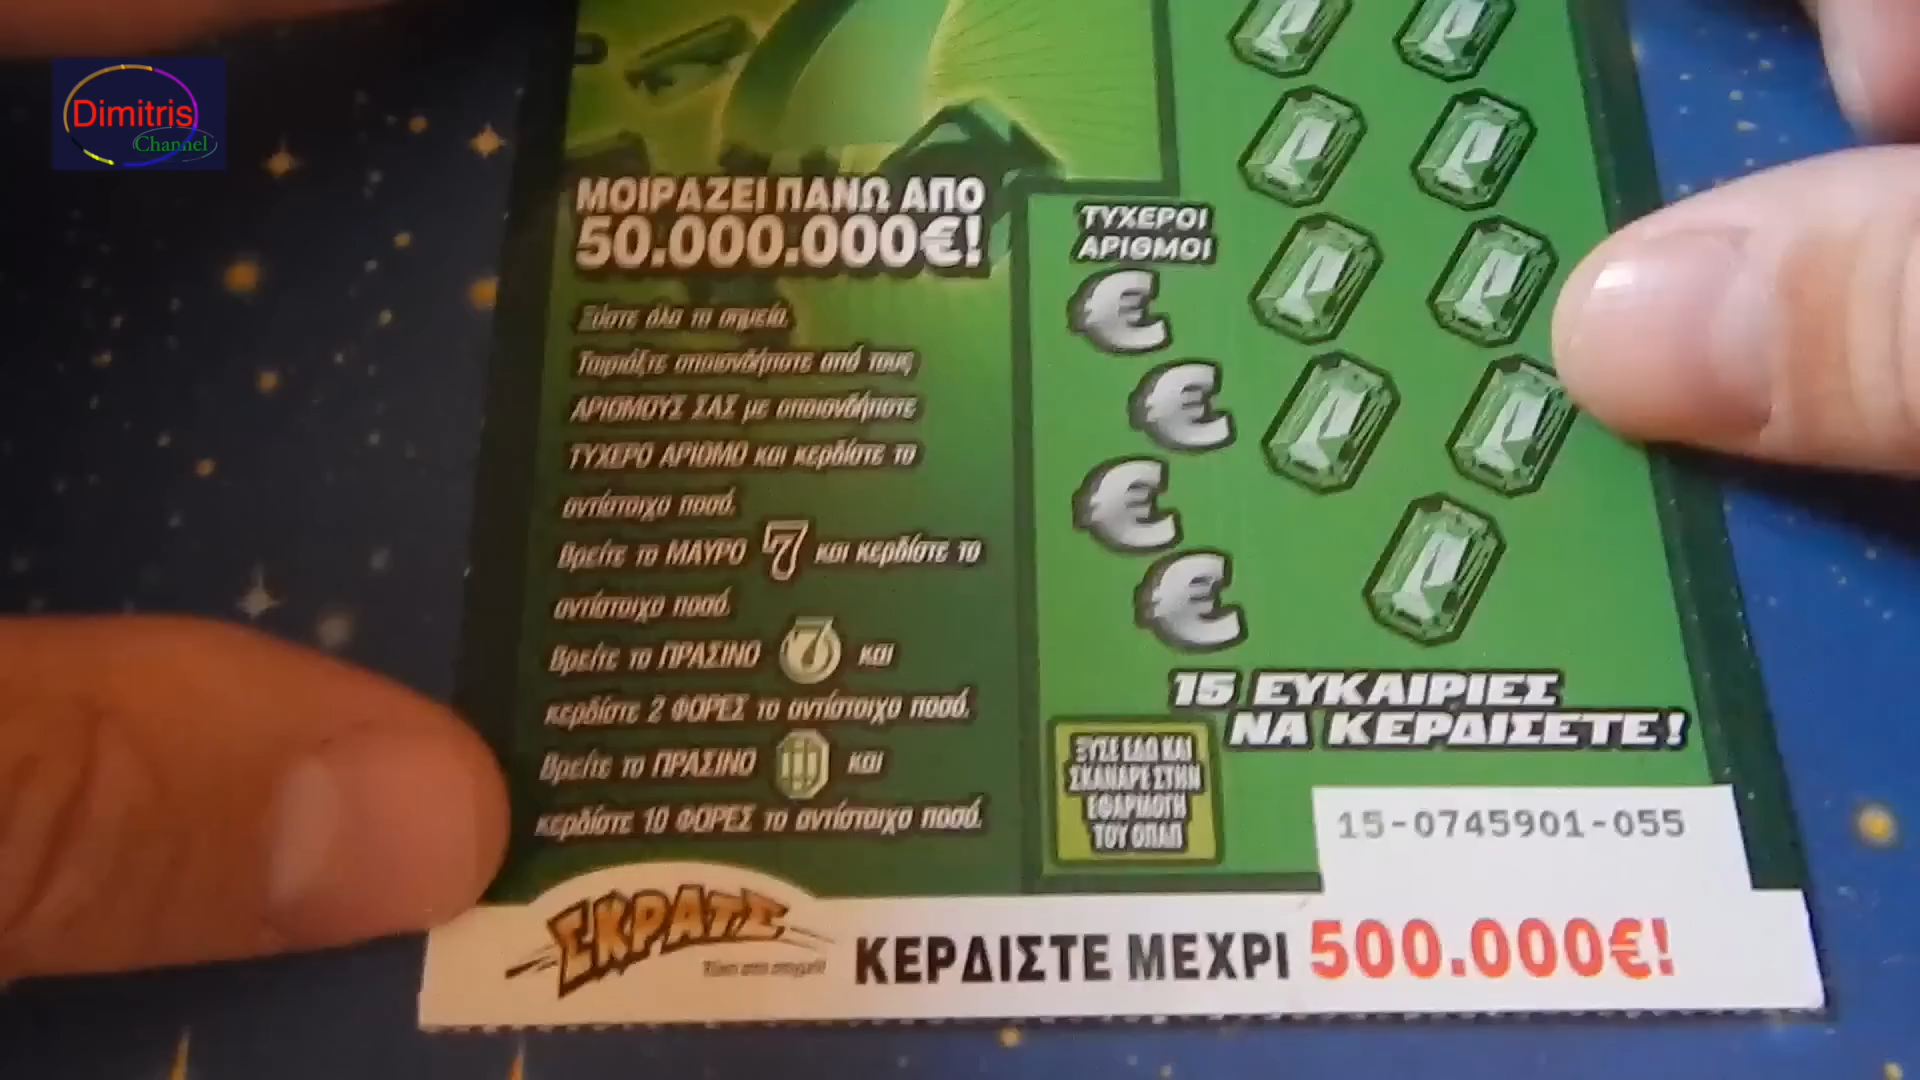 Dimitris
Channel
ΜΟΙΡΑΖΕΙ ΠΑΝΩ ΑΠΟ
50.000.000€!
Ξύστε όλα τα σημεία.
Ταιριάξτε οποιονδήποτε από τους
ΑΡΙΘΜΟΥΣ ΣΑΣ με οποιονδήποτε
ΤΥΧΕΡΟ ΑΡΙΘΜΟ και κερδίστε το
αντίστοιχο ποσό.
Βρείτε το ΜΑΥΡΟ 7 και κερδίστε το
αντίστοιχο ποσό.
Βρείτε το ΠΡΑΣΙΝΟ 7 και
κερδίστε 2 ΦΟΡΕΣ το αντίστοιχο ποσό.
Βρείτε το ΠΡΑΣΙΝΟ και
κερδίστε 10 ΦΟΡΕΣ το αντίστοιχο ποσό.
ΤΥΧΕΡΟΙ
ΑΡΙΘΜΟΙ
€
€
€
€
15 ΕΥΚΑΙΡΙΕΣ
ΝΑ ΚΕΡΔΙΣΕΤΕ!
ΞΥΣΕ ΕΔΩ ΚΑΙ
ΣΚΑΝΑΡΕ ΣΤΗΝ
ΕΦΑΡΜΟΓΗ
ΤΟΥ ΟΠΑΠ
15-0745901-055
ΣΚΡΑΤΣ
ΚΕΡΔΙΣΤΕ ΜΕΧΡΙ 500.000€!